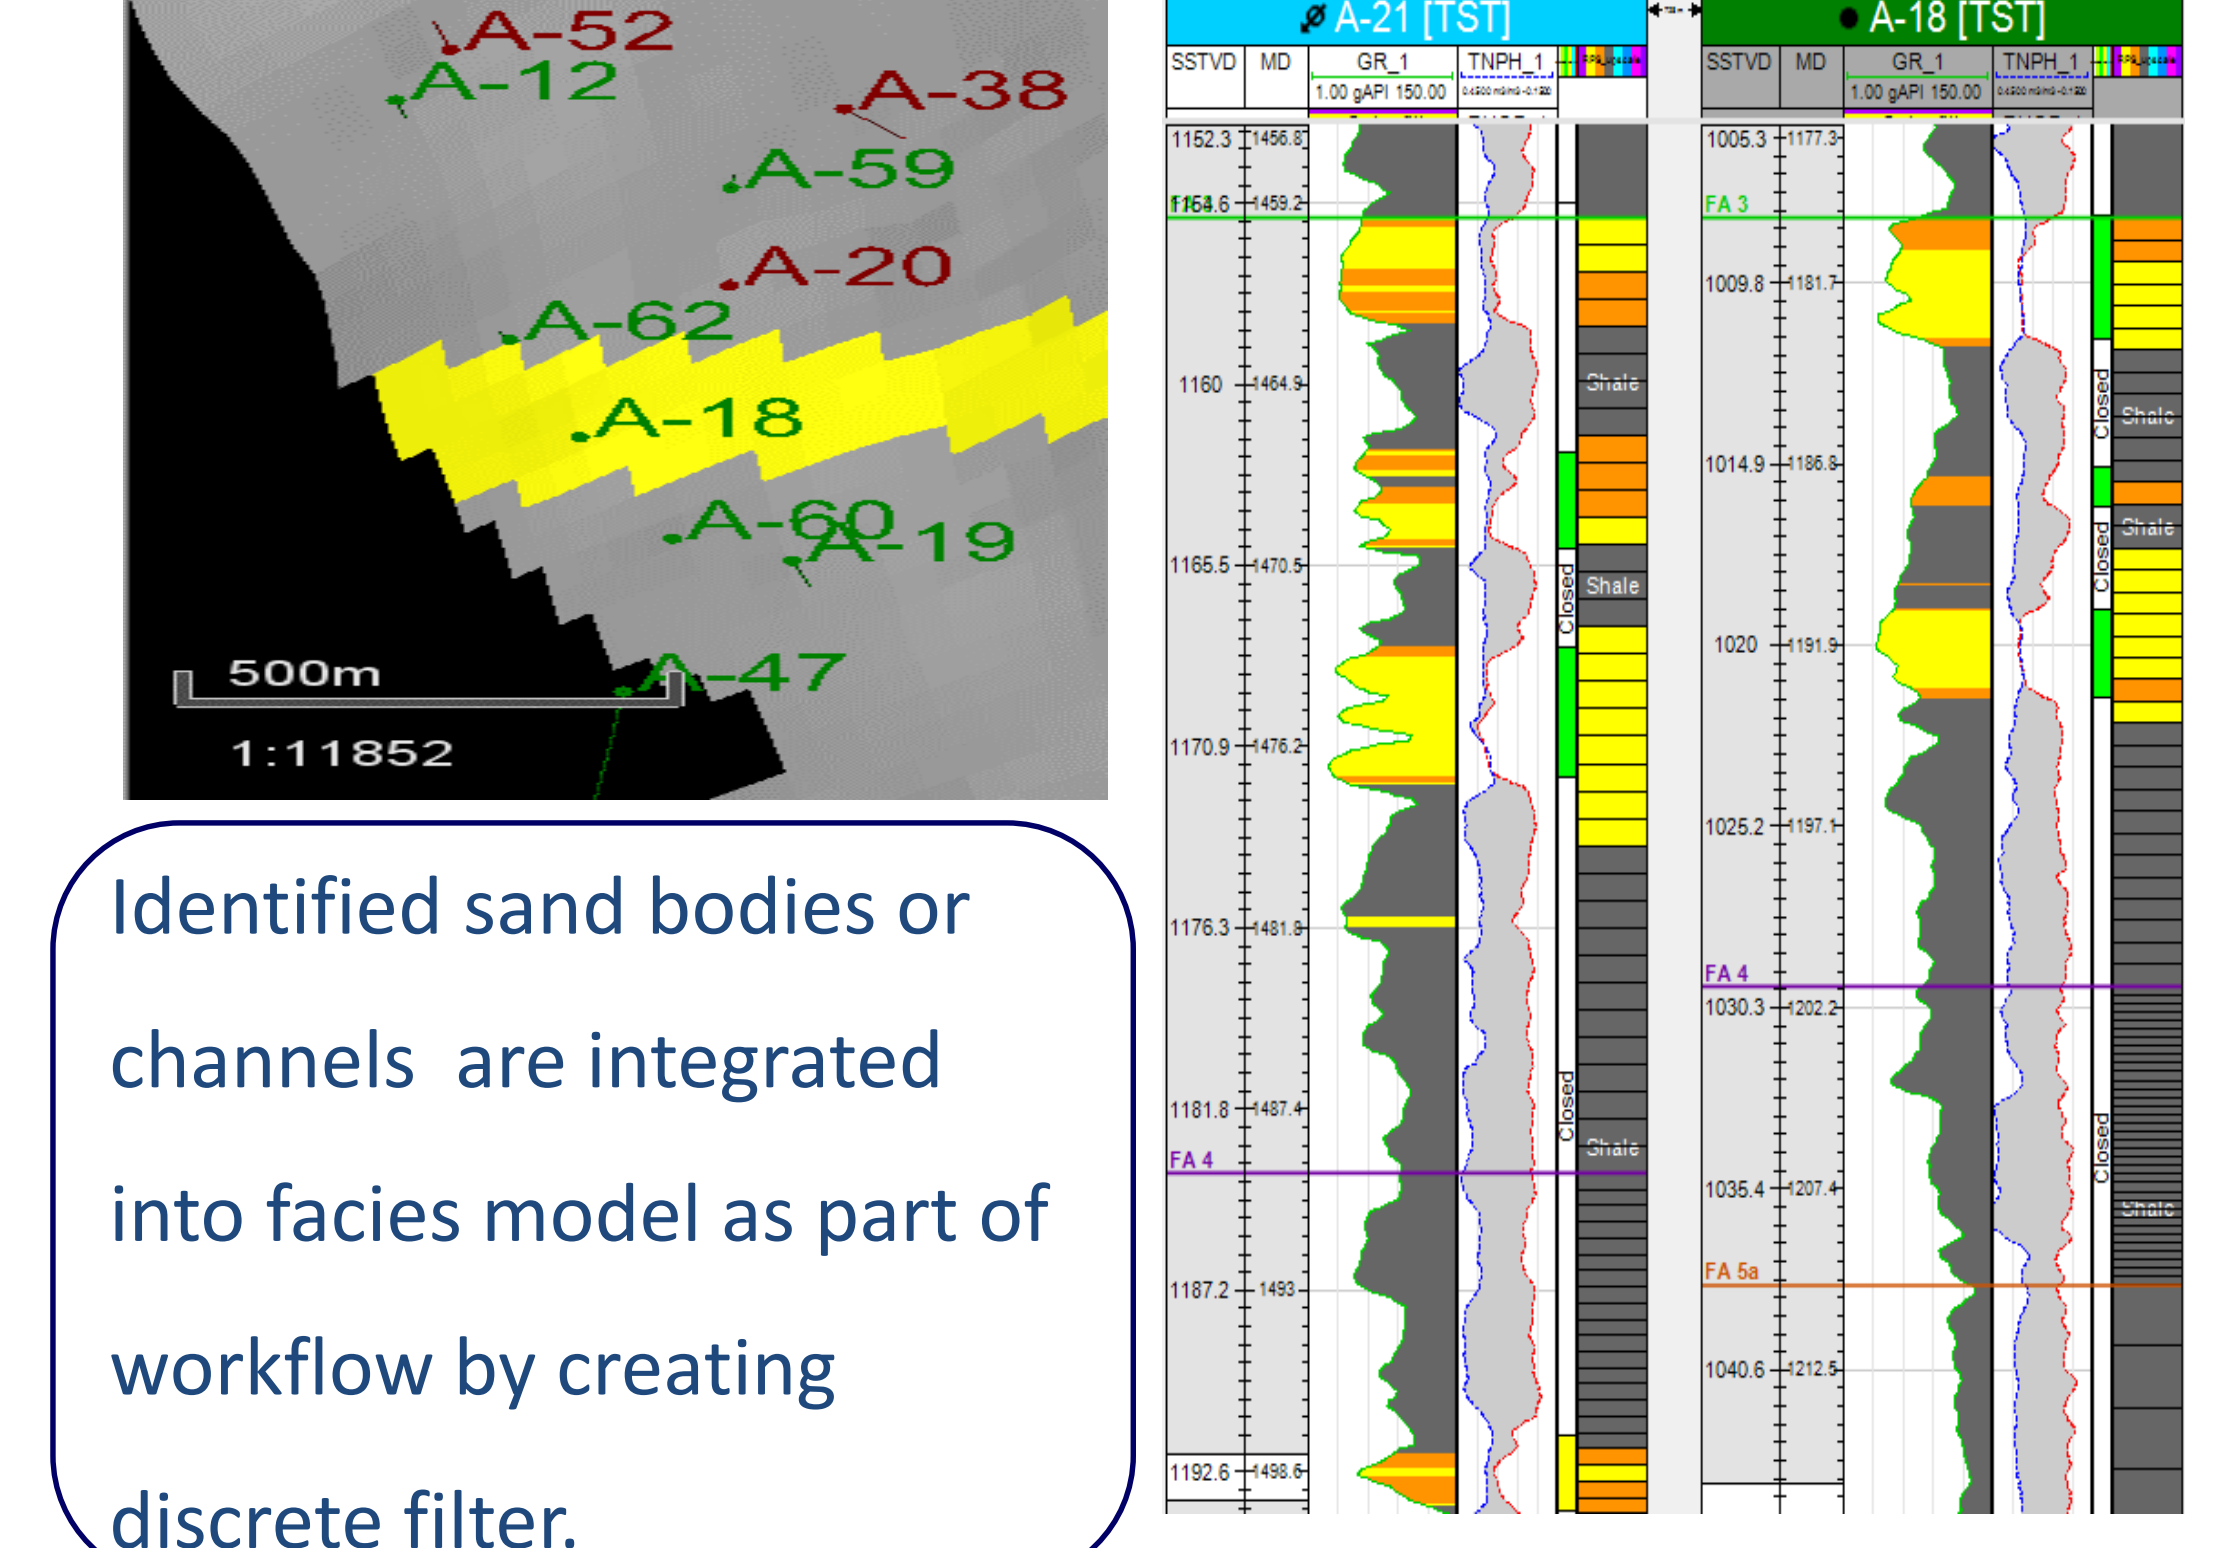 A-52
A-12
A-38
A-59
A-20
A-62
A-18
A-60
A-19
A-47
500m
1:11852
Identified sand bodies or
channels are integrated
into facies model as part of
workflow by creating
discrete filter.
A-21 [TST]
SSTVD MD GR_1 TNPH_1
1.00 gAPI 150.00
1152.3 1456.8
1459.2
1160 1464.9 Shale
1165.5 1470.5
Closed Shale
1170.9 1476.2
1176.3 1481.8
1181.8 1487.4
Closed Shale
FA 4
1187.2 1493
1192.6 1498.6
A-18 [TST]
SSTVD MD GR_1 TNPH_1
1.00 gAPI 150.00
1005.3 1177.3
FA 3
1009.8 1181.7
Closed Shale
1014.9 1186.8
Closed Shale
1020 1191.9
1025.2 1197.1
FA 4
1030.3 1202.2
Closed
1035.4 1207.4
Shale
FA 5a
1040.6 1212.5